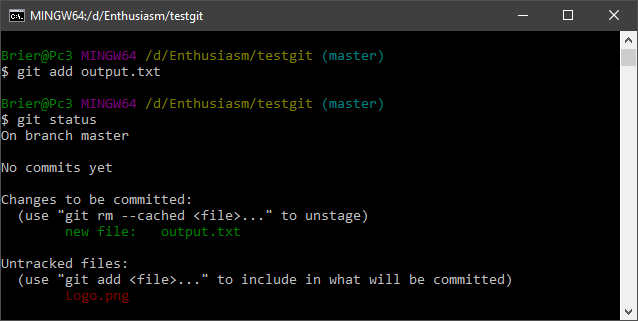 MINGW64:/d/Enthusiasm/testgit
Brier@Pc3 MINGW64 /d/Enthusiasm/testgit (master)
$ git add output.txt
Brier@Pc3 MINGW64 /d/Enthusiasm/testgit (master)
$ git status
On branch master
No commits yet
Changes to be committed:
  (use "git rm --cached <file>..." to unstage)
        new file:   output.txt
Untracked files:
  (use "git add <file>..." to include in what will be committed)
        Logo.png